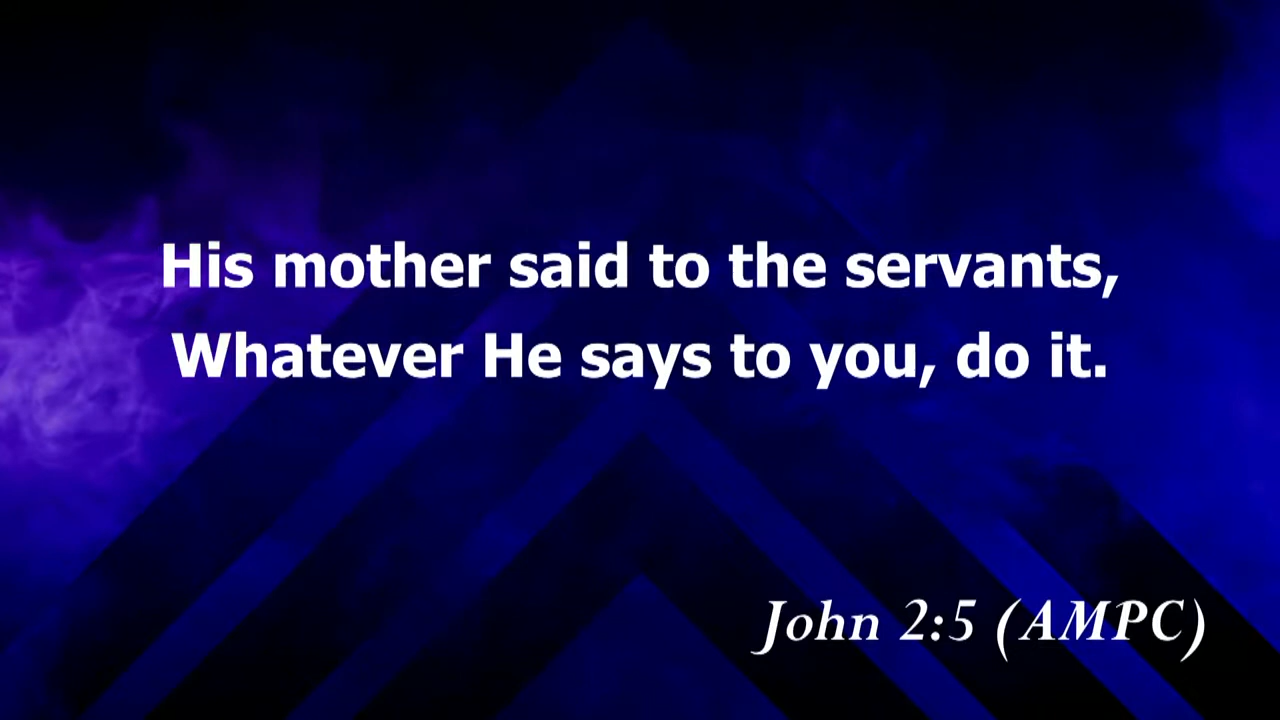 His mother said to the servants,
Whatever He says to you, do it.
John 2:5 (AMPC)